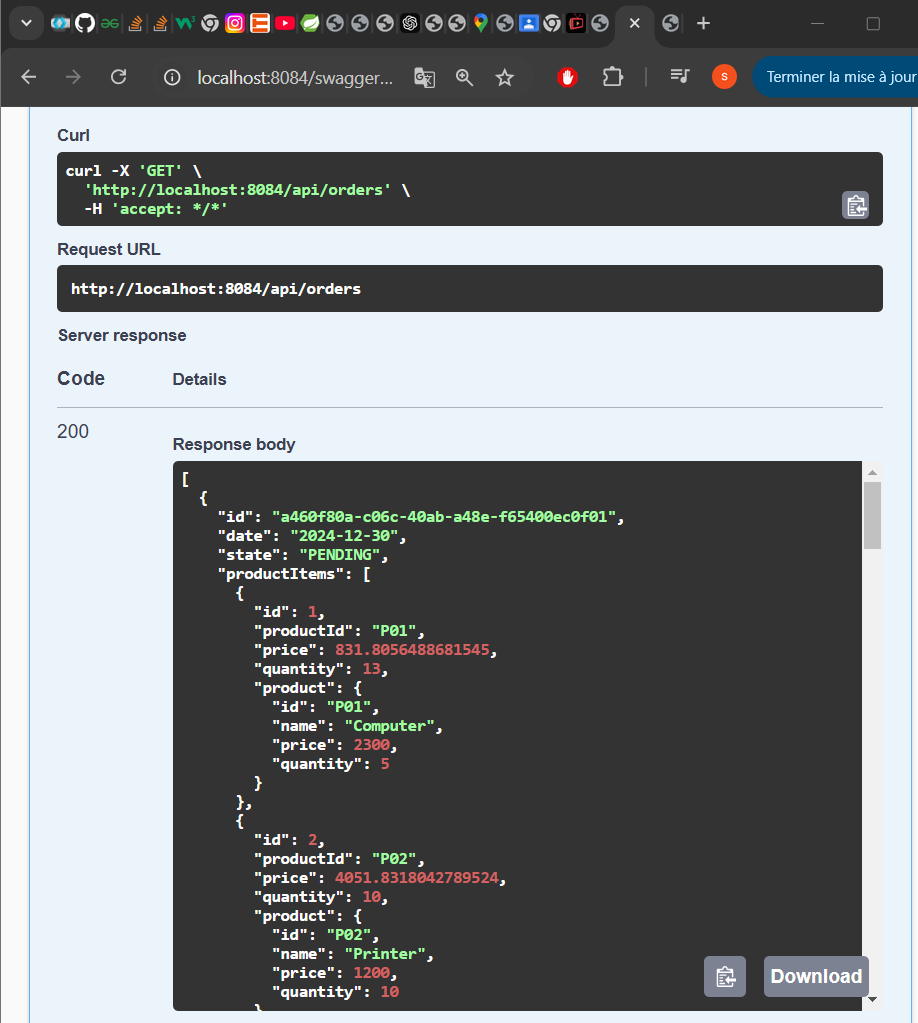 localhost:8084/swagger...
S
Terminer la mise à jour
Curl
curl -X 'GET' \
'http://localhost:8084/api/orders' \
-H 'accept: */*'
Request URL
http://localhost:8084/api/orders
Server response
Code Details
200
Response body
[
{
"id": "a460f80a-c06c-40ab-a48e-f65400ec0f01",
"date": "2024-12-30",
"state": "PENDING",
"productItems": [
{
"id": 1,
"productId": "P01",
"price": 831.8056488681545,
"quantity": 13,
"product": {
"id": "P01",
"name": "Computer",
"price": 2300,
"quantity": 5
}
},
{
"id": 2,
"productId": "P02",
"price": 4051.8318042789524,
"quantity": 10,
"product": {
"id": "P02",
"name": "Printer",
"price": 1200,
"quantity": 10
}
Download